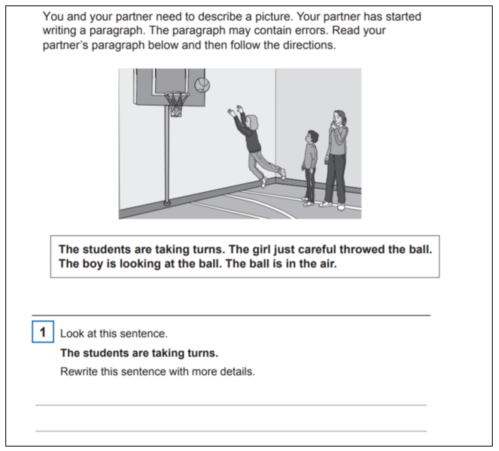 You and your partner need to describe a picture. Your partner has started
writing a paragraph. The paragraph may contain errors. Read your
partner's paragraph below and then follow the directions.
The students are taking turns. The girl just careful throwed the ball.
The boy is looking at the ball. The ball is in the air.
1 Look at this sentence.
The students are taking turns.
Rewrite this sentence with more details.